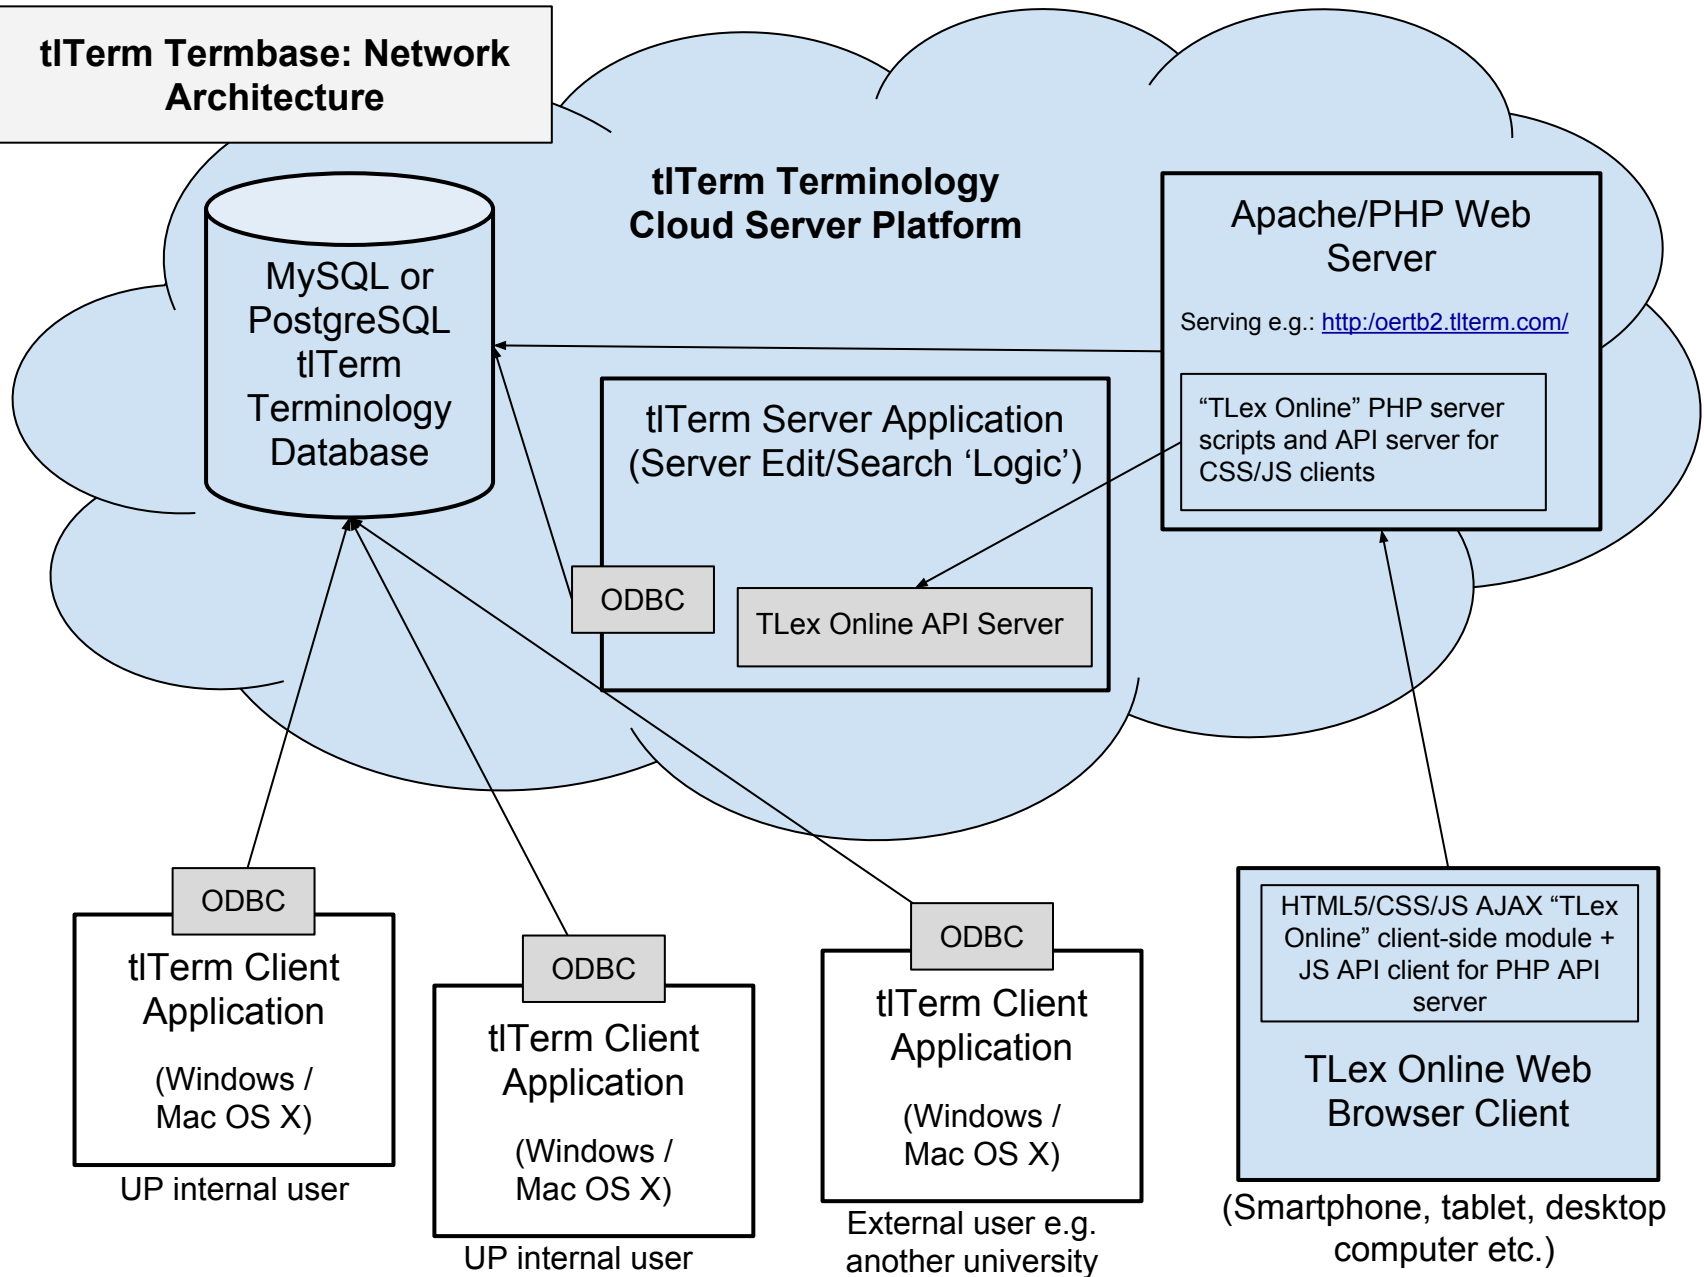 tlTerm Termbase: Network
Architecture
tlTerm Terminology
Cloud Server Platform
MySQL or
PostgreSQL
tlTerm
Terminology
Database
Apache/PHP Web
Server
Serving e.g.: http:/oertb2.tlterm.com/
“TLex Online” PHP server
scripts and API server for
CSS/JS clients
tlTerm Server Application
(Server Edit/Search ‘Logic’)
ODBC
TLex Online API Server
ODBC
tlTerm Client
Application
(Windows /
Mac OS X)
UP internal user
ODBC
tlTerm Client
Application
(Windows /
Mac OS X)
UP internal user
ODBC
tlTerm Client
Application
(Windows /
Mac OS X)
External user e.g.
another university
HTML5/CSS/JS AJAX “TLex
Online” client-side module +
JS API client for PHP API
server
TLex Online Web
Browser Client
(Smartphone, tablet, desktop
computer etc.)